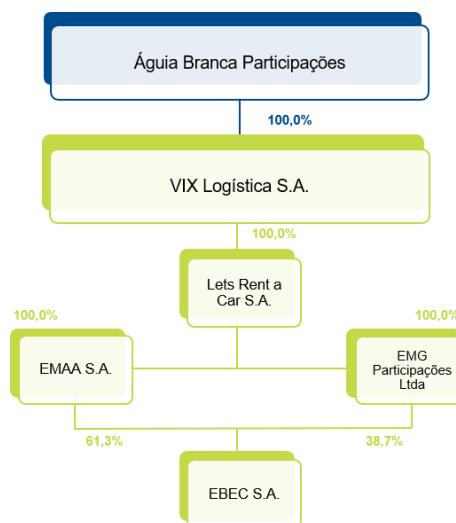 Águia Branca Participações
100,0%
VIX Logística S.A.
100,0%
Lets Rent a
Car S.A.
100,0%
100,0%
EMAA S.A.
EMG
Participações
Ltda
61,3%
38,7%
EBEC S.A.